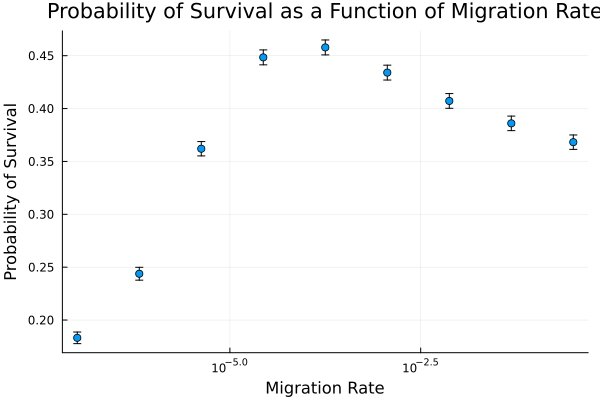 Probability of Survival as a Function of Migration Rate
Probability of Survival
0.45
0.40
0.35
0.30
0.25
0.20
10^-5.0
10^-2.5
Migration Rate